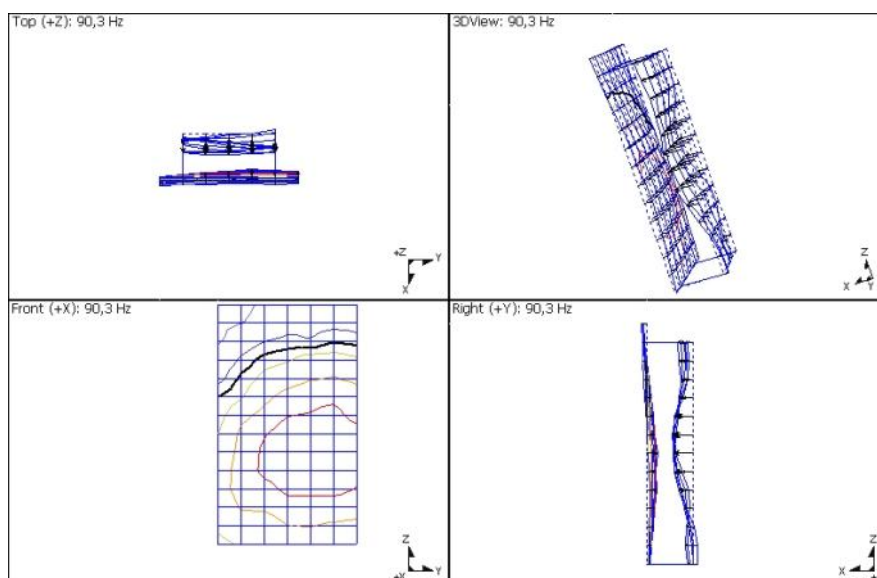 Top (+Z): 90,3 Hz
+Z
Y
X
3DView: 90,3 Hz
Z
X
Y
Front (+X): 90,3 Hz
Z
+X
Y
Right (+Y): 90,3 Hz
Z
X